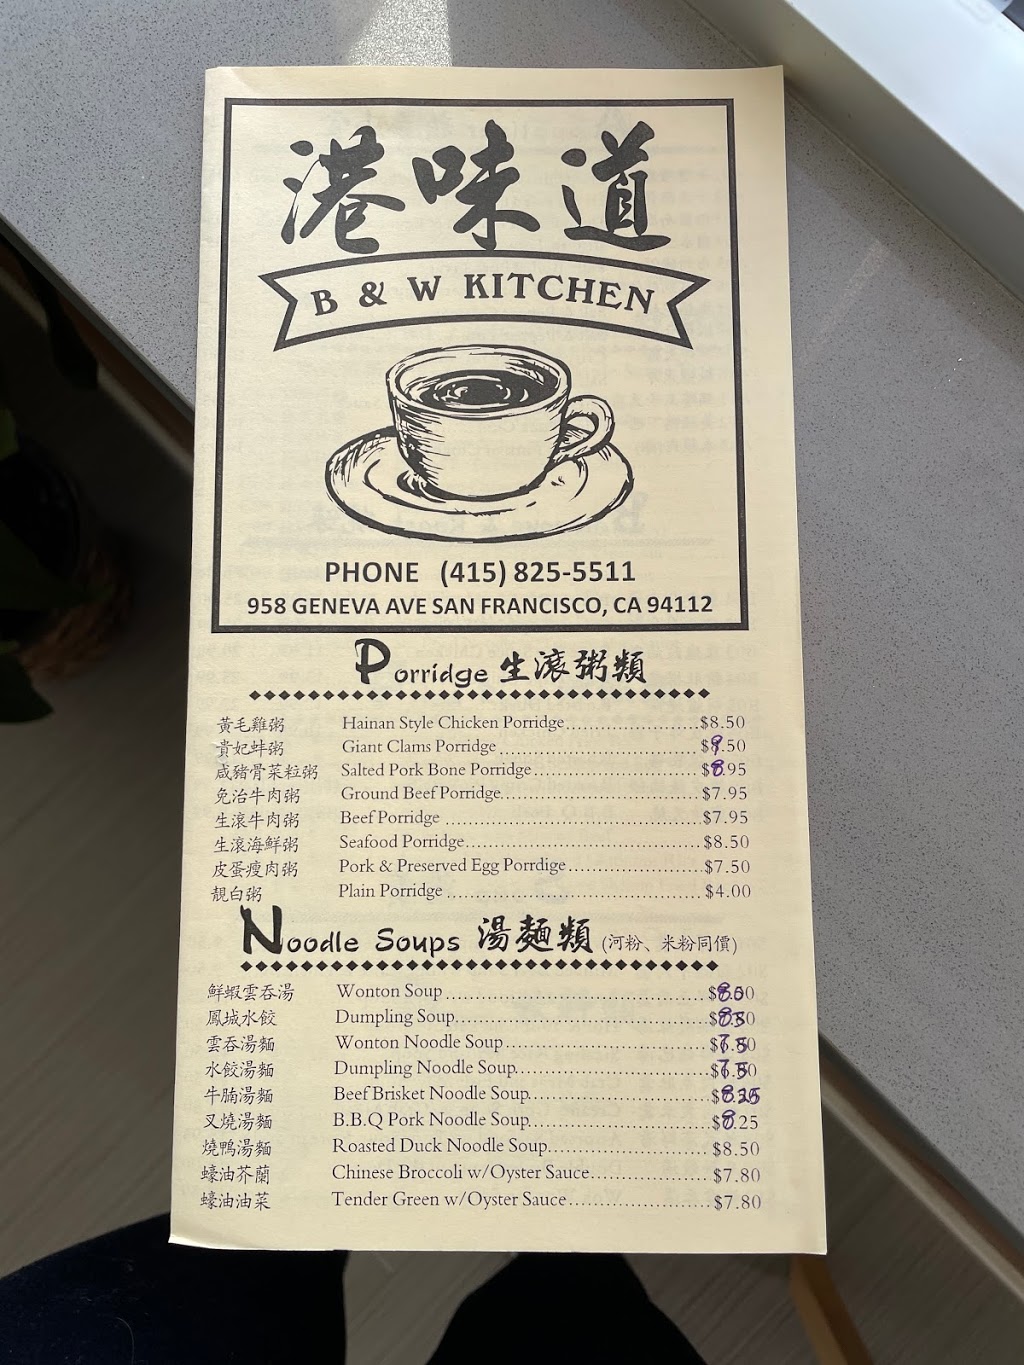 港味道
B & W KITCHEN
PHONE (415) 825-5511
958 GENEVA AVE SAN FRANCISCO, CA 94112
Porridge 生滾粥類
黃毛雞粥 Hainan Style Chicken Porridge $8.50
貴妃蚌粥 Giant Clams Porridge $9.50
咸豬骨菜粒粥 Salted Pork Bone Porridge $8.95
免治牛肉粥 Ground Beef Porridge $7.95
生滾牛肉粥 Beef Porridge $7.95
生滾海鮮粥 Seafood Porridge $8.50
皮蛋瘦肉粥 Pork & Preserved Egg Porrdige $7.50
靚白粥 Plain Porridge $4.00
Noodle Soups 湯麵類 (河粉、米粉同價)
鮮蝦雲吞湯 Wonton Soup
鳳城水餃 Dumpling Soup
雲吞湯麵 Wonton Noodle Soup
水餃湯麵 Dumpling Noodle Soup
牛腩湯麵 Beef Brisket Noodle Soup
叉燒湯麵 B.B.Q Pork Noodle Soup $8.25
燒鴨湯麵 Roasted Duck Noodle Soup $8.50
蠔油芥蘭 Chinese Broccoli w/Oyster Sauce $7.80
蠔油油菜 Tender Green w/Oyster Sauce $7.80